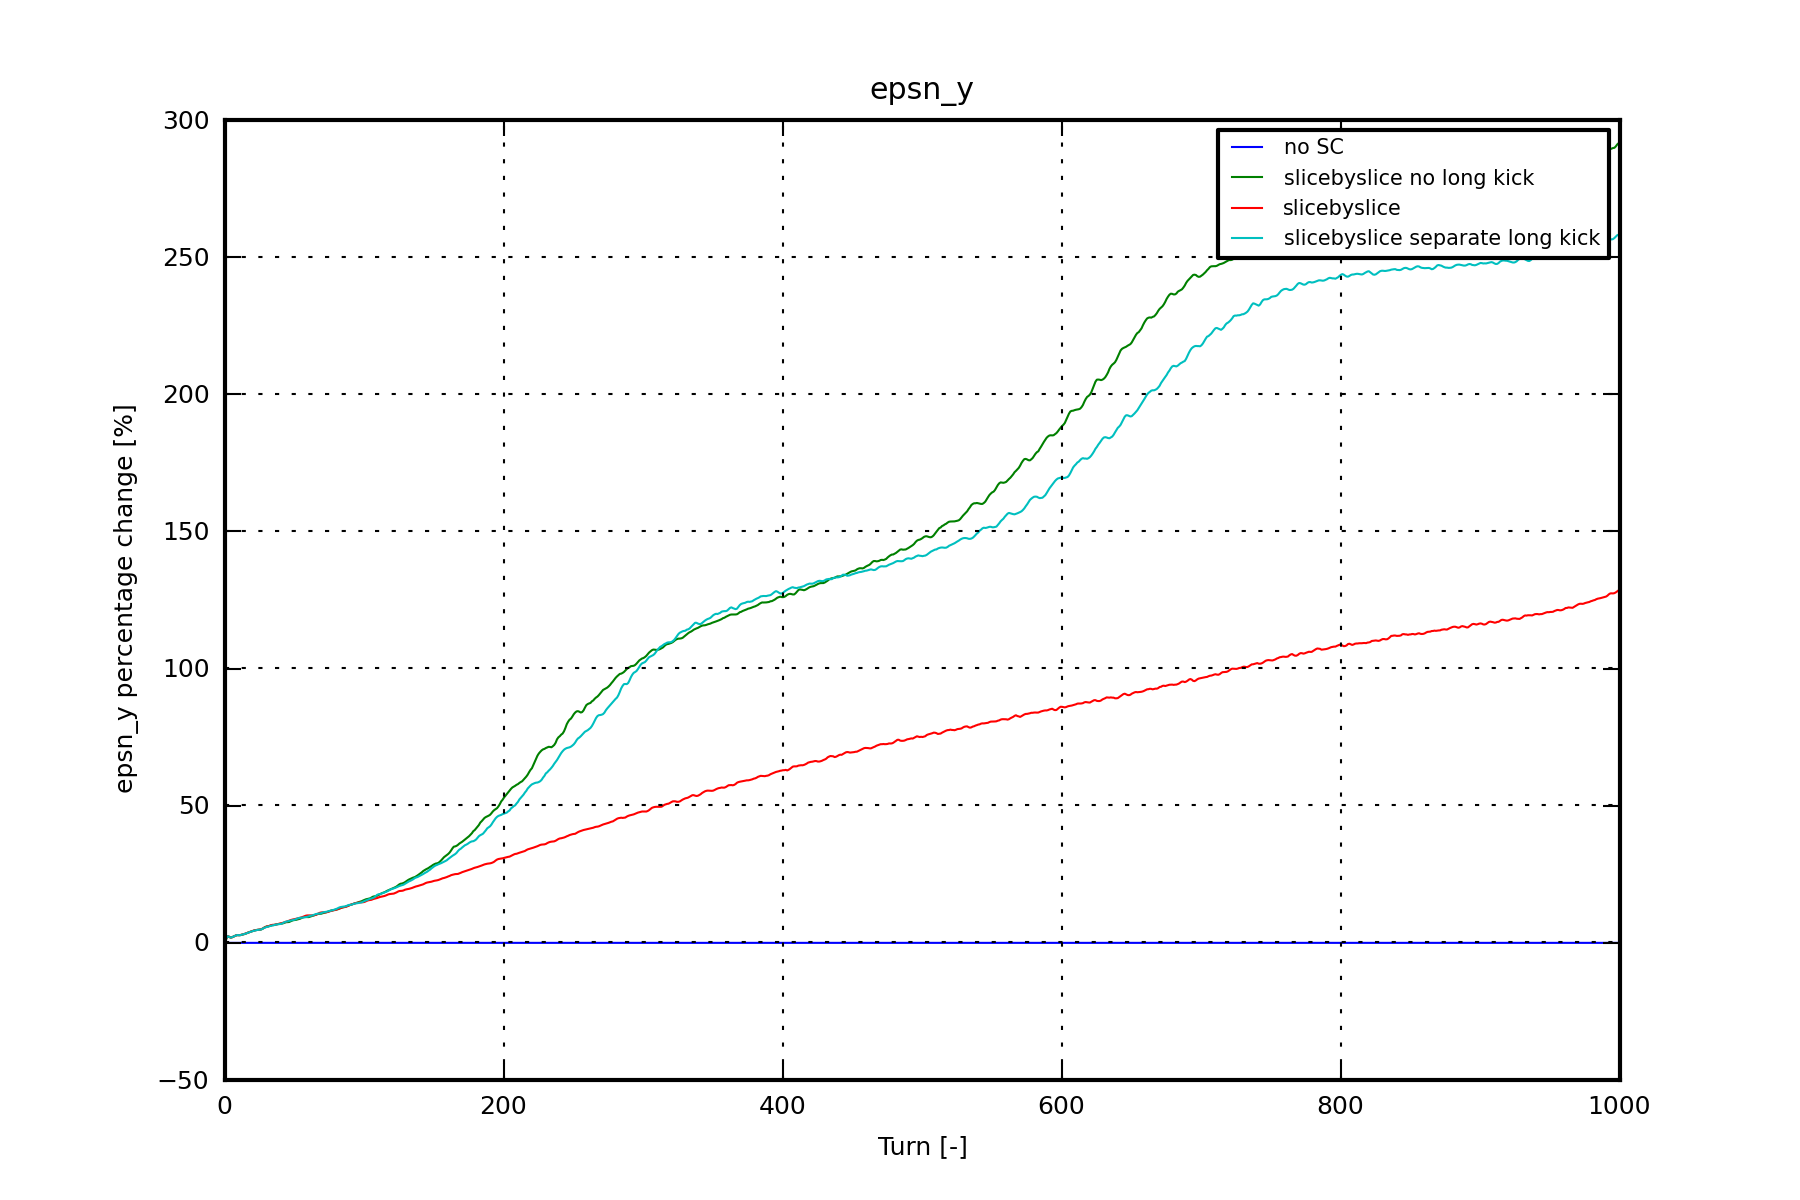 epsn_y
300
250
200
150
100
50
0
−50
epsn_y percentage change [%]
no SC
slicebyslice no long kick
slicebyslice
slicebyslice separate long kick
0 200 400 600 800 1000
Turn [-]